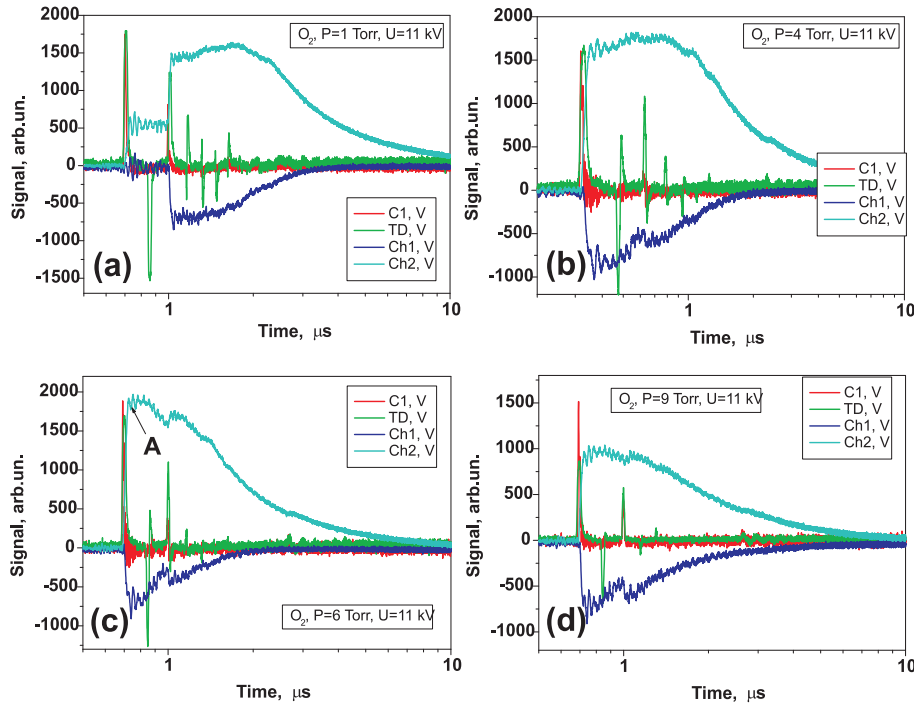 2000
1500
1000
500
0
-500
-1000
-1500
Signal, arb.un.
O₂, P=1 Torr, U=11 kV
C1, V
TD, V
Ch1, V
Ch2, V
(a)
1
10
Time, μs
2000
1500
1000
500
0
-500
-1000
Signal, arb.un.
O₂, P=4 Torr, U=11 kV
C1, V
TD, V
Ch1, V
Ch2, V
(b)
1
10
Time, μs
2000
1500
1000
500
0
-500
-1000
Signal, arb.un.
A
C1, V
TD, V
Ch1, V
Ch2, V
(c)
O₂, P=6 Torr, U=11 kV
1
10
Time, μs
2000
1500
1000
500
0
-500
-1000
Signal, arb.un.
O₂, P=9 Torr, U=11 kV
C1, V
TD, V
Ch1, V
Ch2, V
(d)
1
10
Time, μs